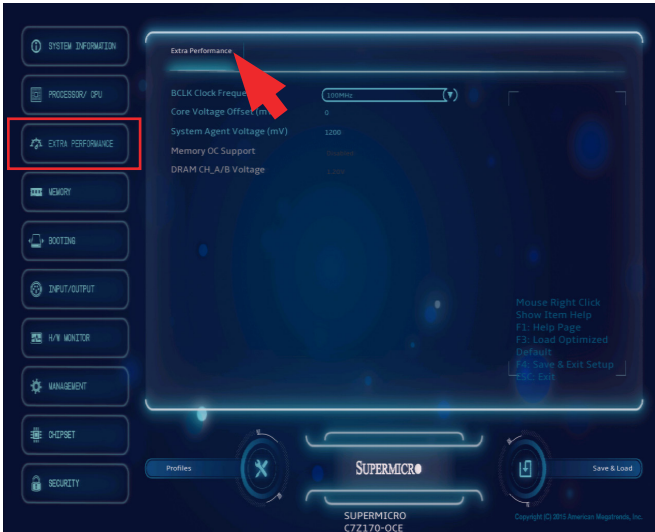 SYSTEM INFORMATION
PROCESSOR/ CPU
EXTRA PERFORMANCE
MEMORY
BOOTING
INPUT/OUTPUT
H/W MONITOR
MANAGEMENT
CHIPSET
SECURITY
Extra Performance
BCLK Clock Freque
100MHz
Core Voltage Offset (m
0
System Agent Voltage (mV)
1200
Memory OC Support
DRAM CH_A/B Voltage
Mouse Right Click
Show Item Help
F1: Help Page
F3: Load Optimized
Default
F4: Save & Exit Setup
ESC: Exit
Profiles
SUPERMICRO
Save & Load
SUPERMICRO
C7Z170-OCE
Copyright (C) 2015 American Megatrends, Inc.